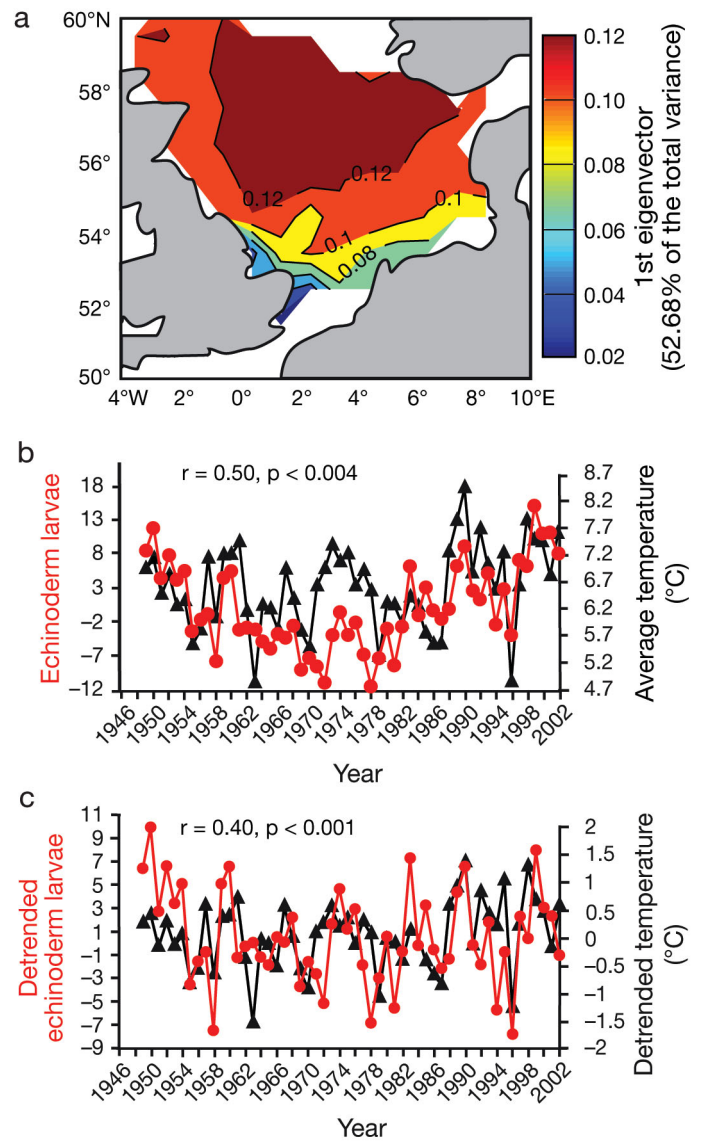 a
60°N
58°
56°
54°
52°
50°
4°W 2° 0° 2° 4° 6° 8° 10°E
0.12
0.12
0.1
0.1
0.08
0.12
0.10
0.08
0.06
0.04
0.02
1st eigenvector
(52.68% of the total variance)
b
r = 0.50, p < 0.004
Echinoderm larvae
18
13
8
3
−2
−7
−12
8.7
8.2
7.7
7.2
6.7
6.2
5.7
5.2
4.7
Average temperature
(°C)
1946 1950 1954 1958 1962 1966 1970 1974 1978 1982 1986 1990 1994 1998 2002
Year
c
r = 0.40, p < 0.001
Detrended
echinoderm larvae
11
9
7
5
3
1
−1
−3
−5
−7
−9
2
1.5
1
0.5
0
−0.5
−1
−1.5
−2
Detrended temperature
(°C)
1946 1950 1954 1958 1962 1966 1970 1974 1978 1982 1986 1990 1994 1998 2002
Year